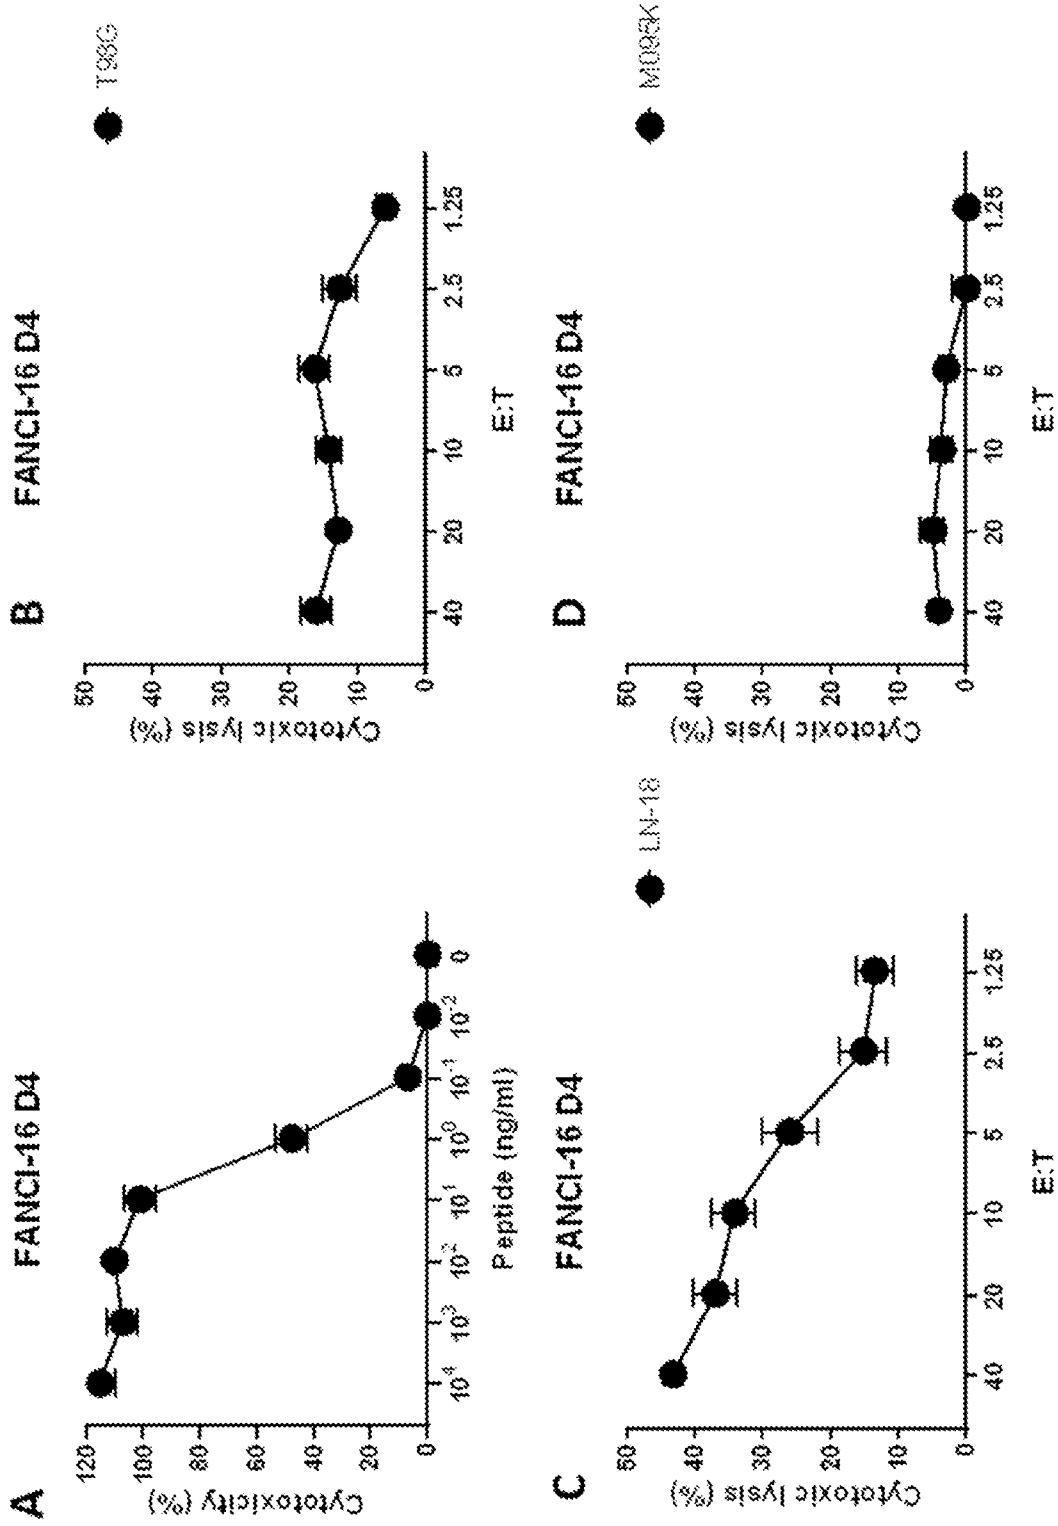 A
FANCI-16 D4
Cytotoxicity (%)
120
100
80
60
40
20
0
10⁴
10³
10²
10¹
10⁰
10⁻¹
10⁻²
0
Peptide (ng/ml)
B
FANCI-16 D4
T98G
Cytotoxic lysis (%)
50
40
30
20
10
0
40
20
10
5
2.5
1.25
E:T
C
FANCI-16 D4
LN-18
Cytotoxic lysis (%)
50
40
30
20
10
0
40
20
10
5
2.5
1.25
E:T
D
FANCI-16 D4
M095K
Cytotoxic lysis (%)
50
40
30
20
10
0
40
20
10
5
2.5
1.25
E:T